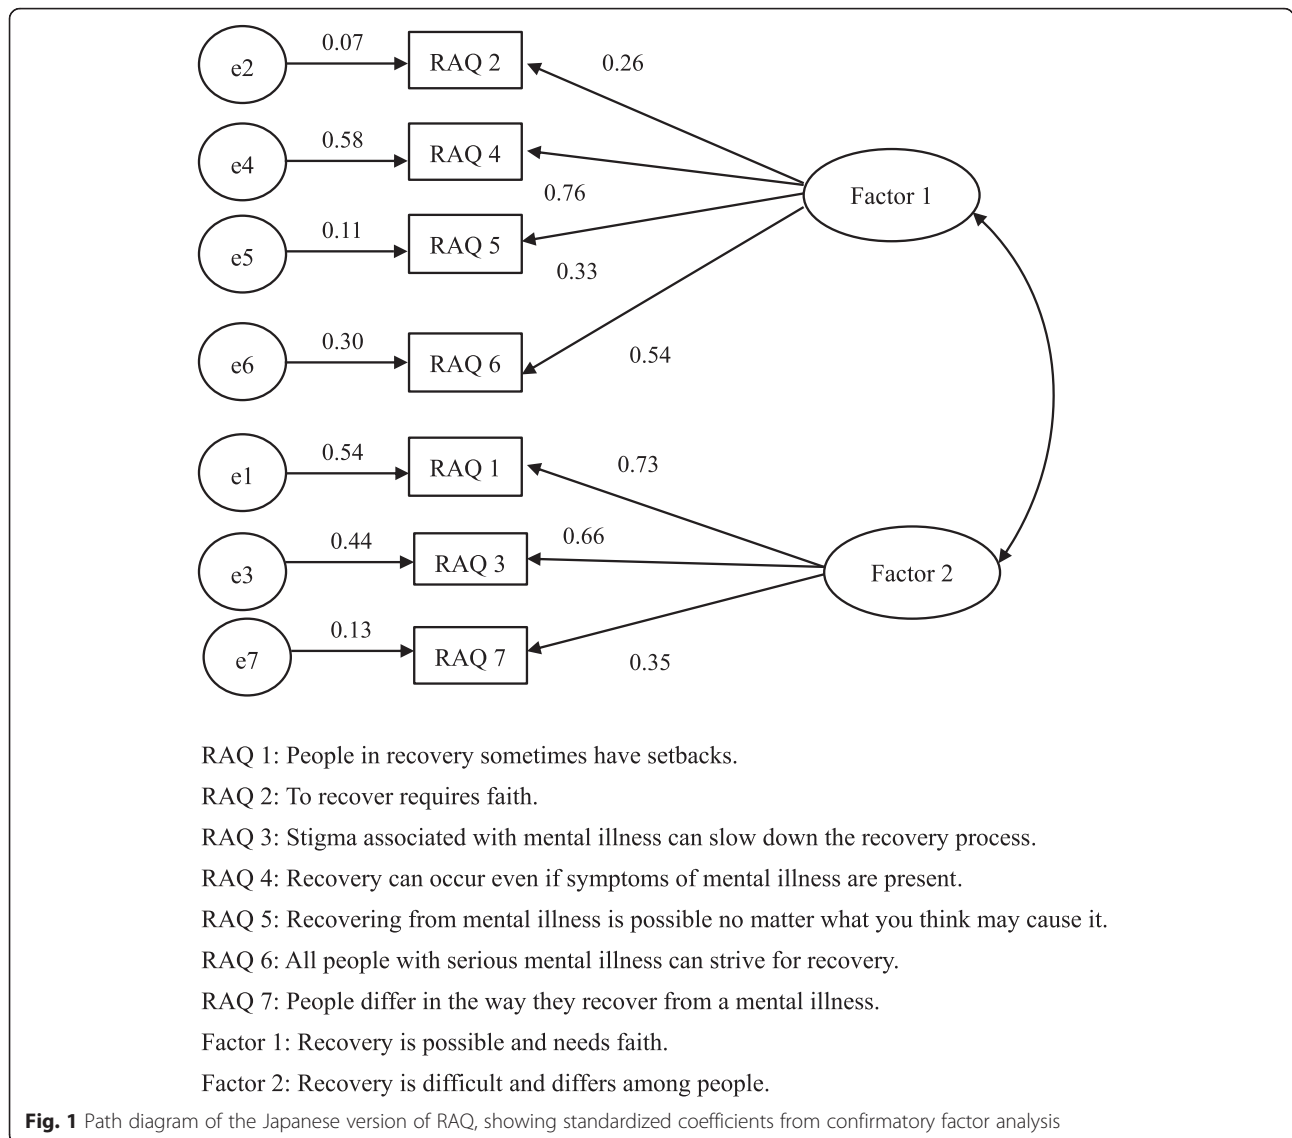 0.07
e2
RAQ 2
0.26
0.58
e4
RAQ 4
0.76
Factor 1
0.11
e5
RAQ 5
0.33
0.30
e6
RAQ 6
0.54
0.54
e1
RAQ 1
0.73
0.44
e3
RAQ 3
0.66
Factor 2
0.13
e7
RAQ 7
0.35
RAQ 1: People in recovery sometimes have setbacks.
RAQ 2: To recover requires faith.
RAQ 3: Stigma associated with mental illness can slow down the recovery process.
RAQ 4: Recovery can occur even if symptoms of mental illness are present.
RAQ 5: Recovering from mental illness is possible no matter what you think may cause it.
RAQ 6: All people with serious mental illness can strive for recovery.
RAQ 7: People differ in the way they recover from a mental illness.
Factor 1: Recovery is possible and needs faith.
Factor 2: Recovery is difficult and differs among people.
Fig. 1 Path diagram of the Japanese version of RAQ, showing standardized coefficients from confirmatory factor analysis